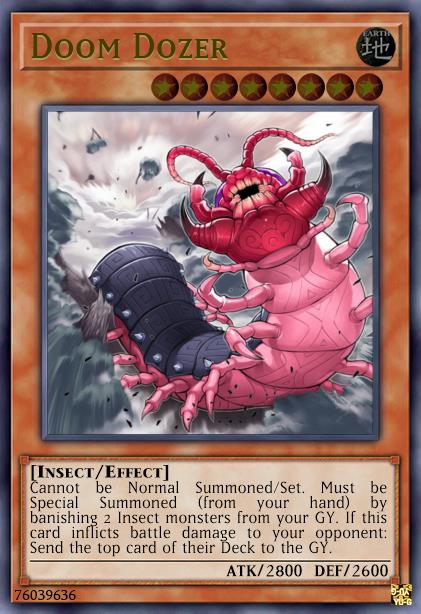 DOOM DOZER
EARTH
地
[INSECT/EFFECT]
Cannot be Normal Summoned/Set. Must be
Special Summoned (from your hand) by
banishing 2 Insect monsters from your GY. If this
card inflicts battle damage to your opponent:
Send the top card of their Deck to the GY.
ATK/2800 DEF/2600
76039636